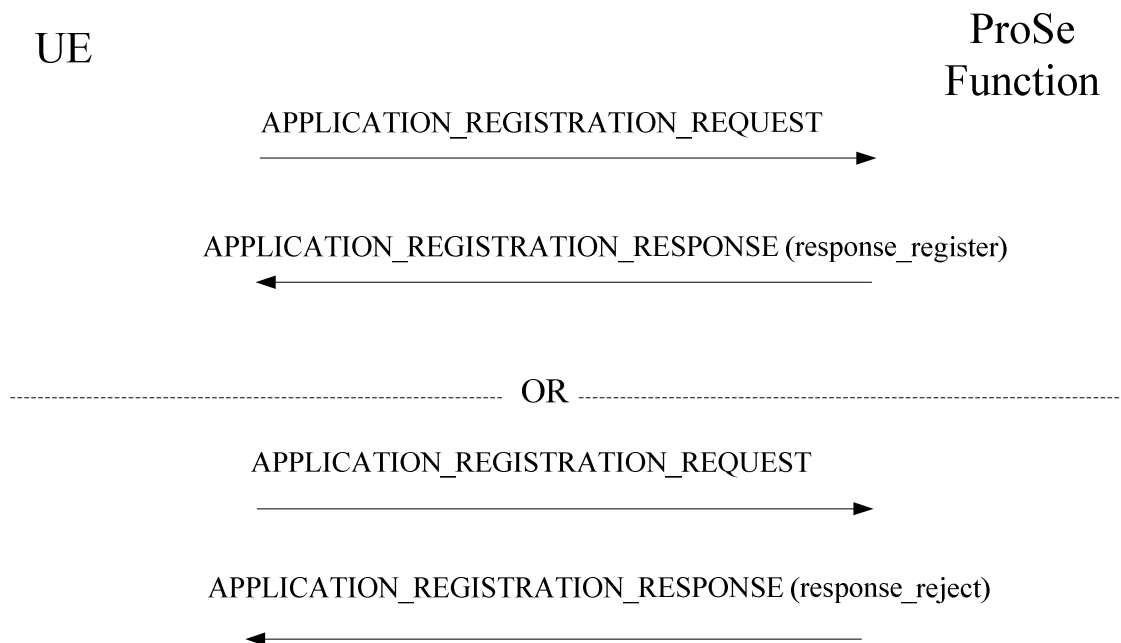 UE
ProSe
Function
APPLICATION_REGISTRATION_REQUEST
APPLICATION_REGISTRATION_RESPONSE (response_register)
OR
APPLICATION_REGISTRATION_REQUEST
APPLICATION_REGISTRATION_RESPONSE (response_reject)